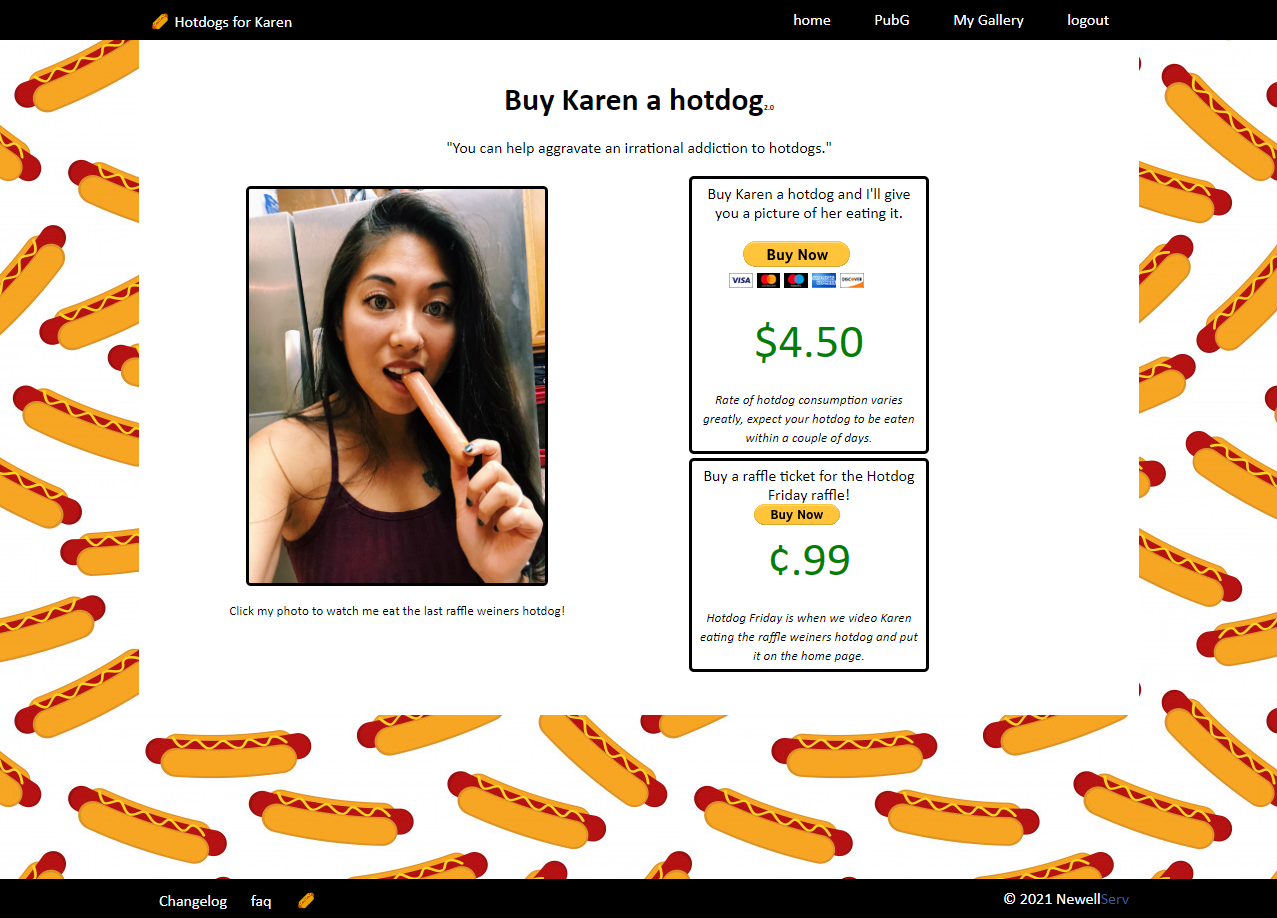 Hotdogs for Karen
home PubG My Gallery logout
Buy Karen a hotdog2.0
"You can help aggravate an irrational addiction to hotdogs."
Buy Karen a hotdog and I'll give
you a picture of her eating it.
Buy Now
VISA DISCOVER
$4.50
Rate of hotdog consumption varies
greatly, expect your hotdog to be eaten
within a couple of days.
Buy a raffle ticket for the Hotdog
Friday raffle!
Buy Now
¢.99
Hotdog Friday is when we video Karen
eating the raffle weiners hotdog and put
it on the home page.
Click my photo to watch me eat the last raffle weiners hotdog!
Changelog faq
© 2021 NewellServ